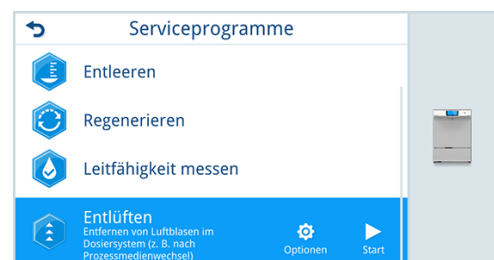 Serviceprogramme
Entleeren
Regenerieren
Leitfähigkeit messen
Entlüften
Entfernen von Luftblasen im
Dosiersystem (z. B. nach
Prozessmedienwechsel)
Optionen
Start